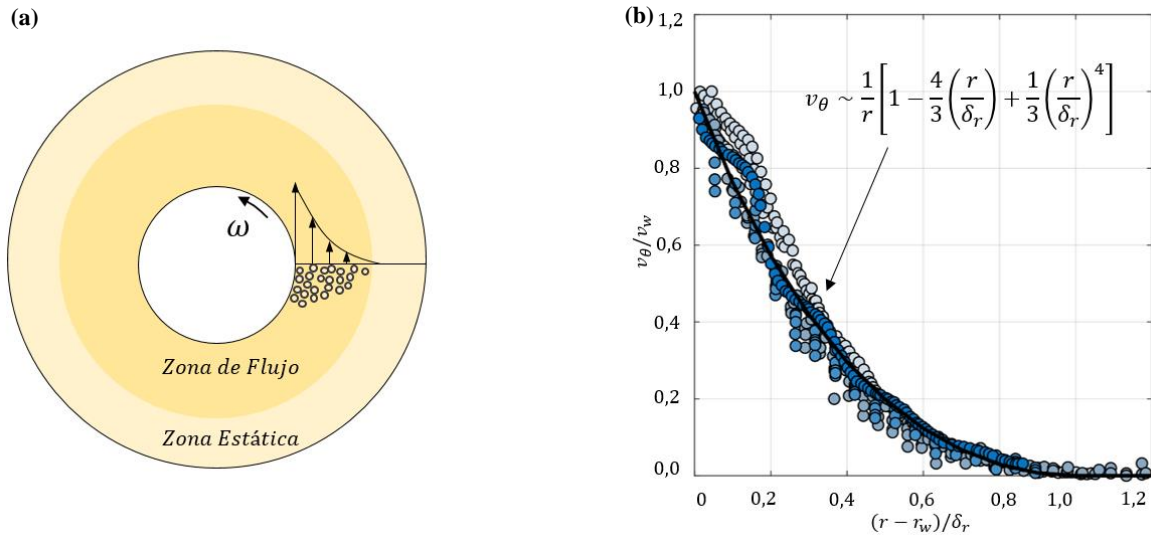 (a)
ω
Zona de Flujo
Zona Estática
(b)
1,2
1,0
0,8
0,6
0,4
0,2
0,0
v_θ/v_w
v_θ ~ 1/r [1 − 4/3 (r/δ_r) + 1/3 (r/δ_r)^4]
0 0,2 0,4 0,6 0,8 1,0 1,2
(r − r_w)/δ_r